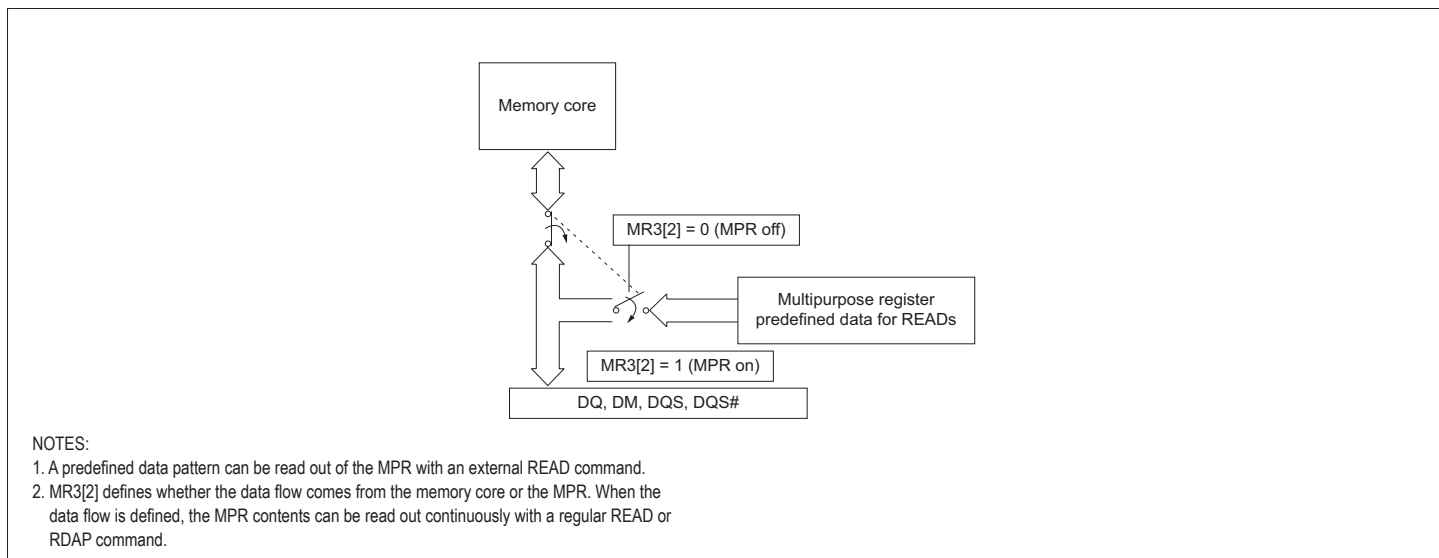 Memory core
MR3[2] = 0 (MPR off)
Multipurpose register
predefined data for READs
MR3[2] = 1 (MPR on)
DQ, DM, DQS, DQS#
NOTES:
1. A predefined data pattern can be read out of the MPR with an external READ command.
2. MR3[2] defines whether the data flow comes from the memory core or the MPR. When the
data flow is defined, the MPR contents can be read out continuously with a regular READ or
RDAP command.